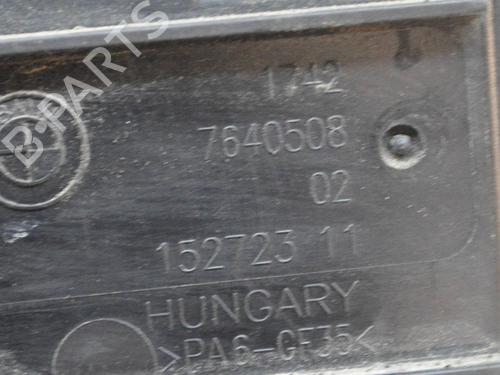 B-PARTS
1742
7640508
02
152723 11
HUNGARY
>PA6-GF35<